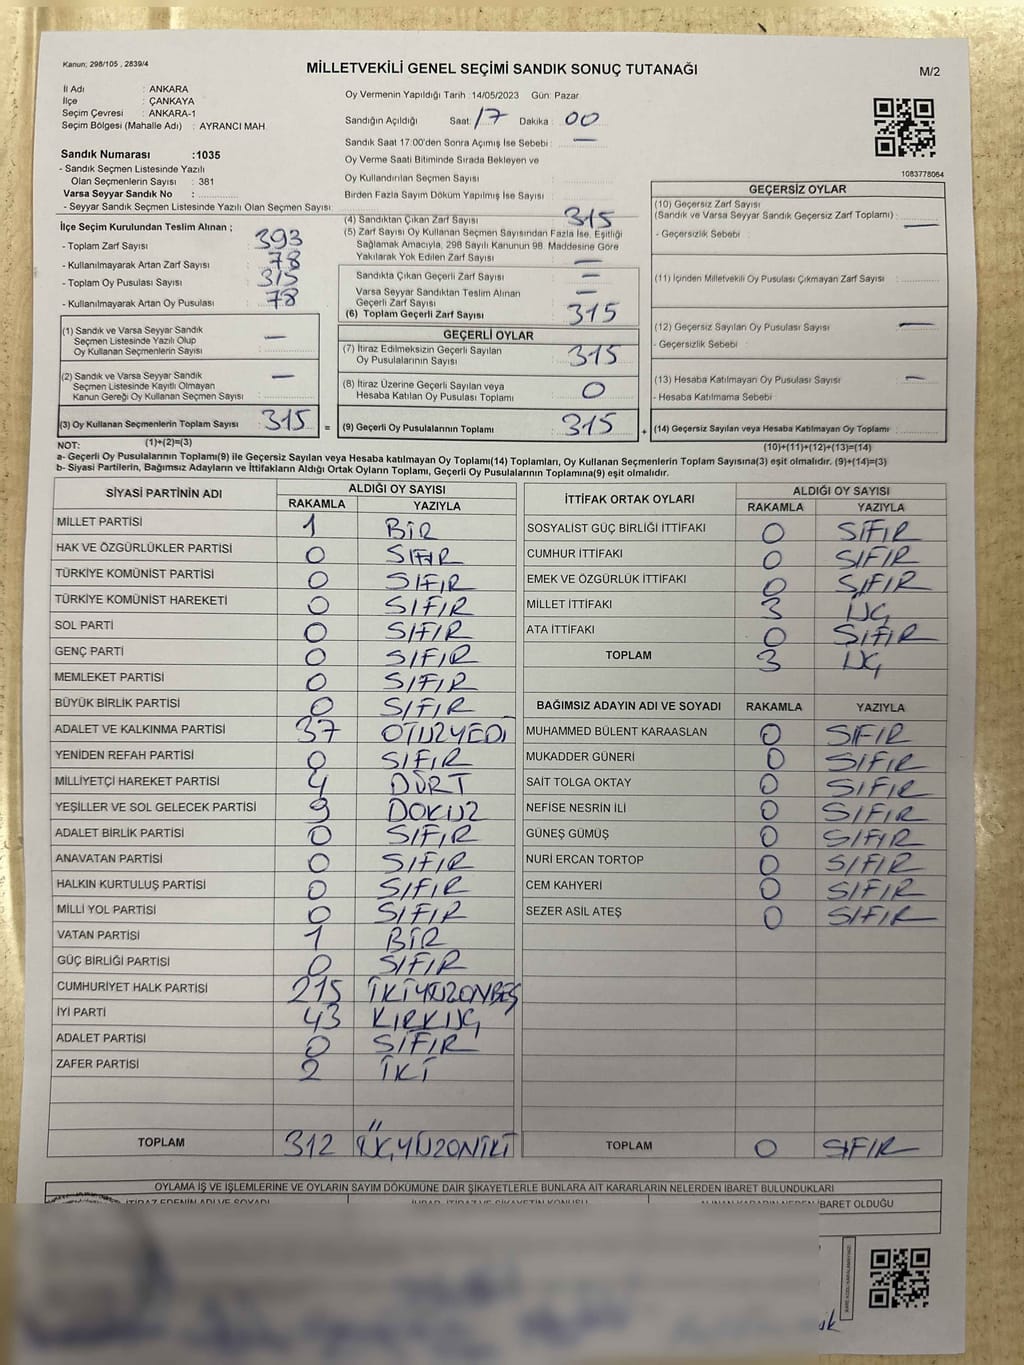 Kanun; 298/105 , 2839/4
MİLLETVEKİLİ GENEL SEÇİMİ SANDIK SONUÇ TUTANAĞI
M/2
İl Adı : ANKARA
İlçe : ÇANKAYA
Seçim Çevresi : ANKARA-1
Seçim Bölgesi (Mahalle Adı) : AYRANCI MAH.
Oy Vermenin Yapıldığı Tarih :14/05/2023 Gün: Pazar
Sandığın Açıldığı Saat: 17 Dakika : 00
Sandık Saat 17:00'den Sonra Açımış İse Sebebi : —
Oy Verme Saati Bitiminde Sırada Bekleyen ve
Oy Kullandırılan Seçmen Sayısı :
Birden Fazla Sayım Döküm Yapılmış İse Sayısı :
1083778064
Sandık Numarası :1035
- Sandık Seçmen Listesinde Yazılı
Olan Seçmenlerin Sayısı : 381
Varsa Seyyar Sandık No :
- Seyyar Sandık Seçmen Listesinde Yazılı Olan Seçmen Sayısı:
İlçe Seçim Kurulundan Teslim Alınan ;
- Toplam Zarf Sayısı : 393
- Kullanılmayarak Artan Zarf Sayısı : 78
- Toplam Oy Pusulası Sayısı : 315
- Kullanılmayarak Artan Oy Pusulası : 78
(1) Sandık ve Varsa Seyyar Sandık
Seçmen Listesinde Yazılı Olup
Oy Kullanan Seçmenlerin Sayısı : —
(2) Sandık ve Varsa Seyyar Sandık
Seçmen Listesinde Kayıtlı Olmayan
Kanun Gereği Oy Kullanan Seçmen Sayısı : —
(3) Oy Kullanan Seçmenlerin Toplam Sayısı : 315
(4) Sandıktan Çıkan Zarf Sayısı : 315
(5) Zarf Sayısı Oy Kullanan Seçmen Sayısından Fazla İse, Eşitliği
Sağlamak Amacıyla, 298 Sayılı Kanunun 98. Maddesine Göre
Yakılarak Yok Edilen Zarf Sayısı : —
Sandıkta Çıkan Geçerli Zarf Sayısı : —
Varsa Seyyar Sandıktan Teslim Alınan
Geçerli Zarf Sayısı : —
(6) Toplam Geçerli Zarf Sayısı : 315
GEÇERLİ OYLAR
(7) İtiraz Edilmeksizin Geçerli Sayılan
Oy Pusulalarının Sayısı : 315
(8) İtiraz Üzerine Geçerli Sayılan veya
Hesaba Katılan Oy Pusulası Toplamı : 0
= (9) Geçerli Oy Pusulalarının Toplamı : 315
GEÇERSİZ OYLAR
(10) Geçersiz Zarf Sayısı
(Sandık ve Varsa Seyyar Sandık Geçersiz Zarf Toplamı) : —
- Geçersizlik Sebebi :
(11) İçinden Milletvekili Oy Pusulası Çıkmayan Zarf Sayısı :
(12) Geçersiz Sayılan Oy Pusulası Sayısı : —
- Geçersizlik Sebebi :
(13) Hesaba Katılmayan Oy Pusulası Sayısı : —
- Hesaba Katılmama Sebebi :
+ (14) Geçersiz Sayılan veya Hesaba Katılmayan Oy Toplamı :
NOT: (1)+(2)=(3)
(10)+(11)+(12)+(13)=(14)
a- Geçerli Oy Pusulalarının Toplamı(9) ile Geçersiz Sayılan veya Hesaba katılmayan Oy Toplamı(14) Toplamları, Oy Kullanan Seçmenlerin Toplam Sayısına(3) eşit olmalıdır. (9)+(14)=(3)
b- Siyasi Partilerin, Bağımsız Adayların ve İttifakların Aldığı Ortak Oyların Toplamı, Geçerli Oy Pusulalarının Toplamına(9) eşit olmalıdır.
SİYASİ PARTİNİN ADI ALDIĞI OY SAYISI
RAKAMLA YAZIYLA
MİLLET PARTİSİ 1 BİR
HAK VE ÖZGÜRLÜKLER PARTİSİ 0 SIFIR
TÜRKİYE KOMÜNİST PARTİSİ 0 SIFIR
TÜRKİYE KOMÜNİST HAREKETİ 0 SIFIR
SOL PARTİ 0 SIFIR
GENÇ PARTİ 0 SIFIR
MEMLEKET PARTİSİ 0 SIFIR
BÜYÜK BİRLİK PARTİSİ 0 SIFIR
ADALET VE KALKINMA PARTİSİ 37 OTUZYEDİ
YENİDEN REFAH PARTİSİ 0 SIFIR
MİLLİYETÇİ HAREKET PARTİSİ 4 DÖRT
YEŞİLLER VE SOL GELECEK PARTİSİ 9 DOKUZ
ADALET BİRLİK PARTİSİ 0 SIFIR
ANAVATAN PARTİSİ 0 SIFIR
HALKIN KURTULUŞ PARTİSİ 0 SIFIR
MİLLİ YOL PARTİSİ 0 SIFIR
VATAN PARTİSİ 1 BİR
GÜÇ BİRLİĞİ PARTİSİ 0 SIFIR
CUMHURİYET HALK PARTİSİ 215 İKİYÜZONBEŞ
İYİ PARTİ 43 KIRKÜÇ
ADALET PARTİSİ 0 SIFIR
ZAFER PARTİSİ 2 İKİ
TOPLAM 312 ÜÇYÜZONİKİ
İTTİFAK ORTAK OYLARI ALDIĞI OY SAYISI
RAKAMLA YAZIYLA
SOSYALIST GÜÇ BİRLİĞİ İTTİFAKI 0 SIFIR
CUMHUR İTTİFAKI 0 SIFIR
EMEK VE ÖZGÜRLÜK İTTİFAKI 0 SIFIR
MİLLET İTTİFAKI 3 ÜÇ
ATA İTTİFAKI 0 SIFIR
TOPLAM 3 ÜÇ
BAĞIMSIZ ADAYIN ADI VE SOYADI RAKAMLA YAZIYLA
MUHAMMED BÜLENT KARAASLAN 0 SIFIR
MUKADDER GÜNERİ 0 SIFIR
SAİT TOLGA OKTAY 0 SIFIR
NEFİSE NESRİN İLİ 0 SIFIR
GÜNEŞ GÜMÜŞ 0 SIFIR
NURİ ERCAN TORTOP 0 SIFIR
CEM KAHYERİ 0 SIFIR
SEZER ASİL ATEŞ 0 SIFIR
TOPLAM 0 SIFIR
OYLAMA İŞ VE İŞLEMLERİNE VE OYLARIN SAYIM DÖKÜMÜNE DAİR ŞİKAYETLERLE BUNLARA AİT KARARLARIN NELERDEN İBARET BULUNDUKLARI
İTİRAZ EDENİN ADI VE SOYADI